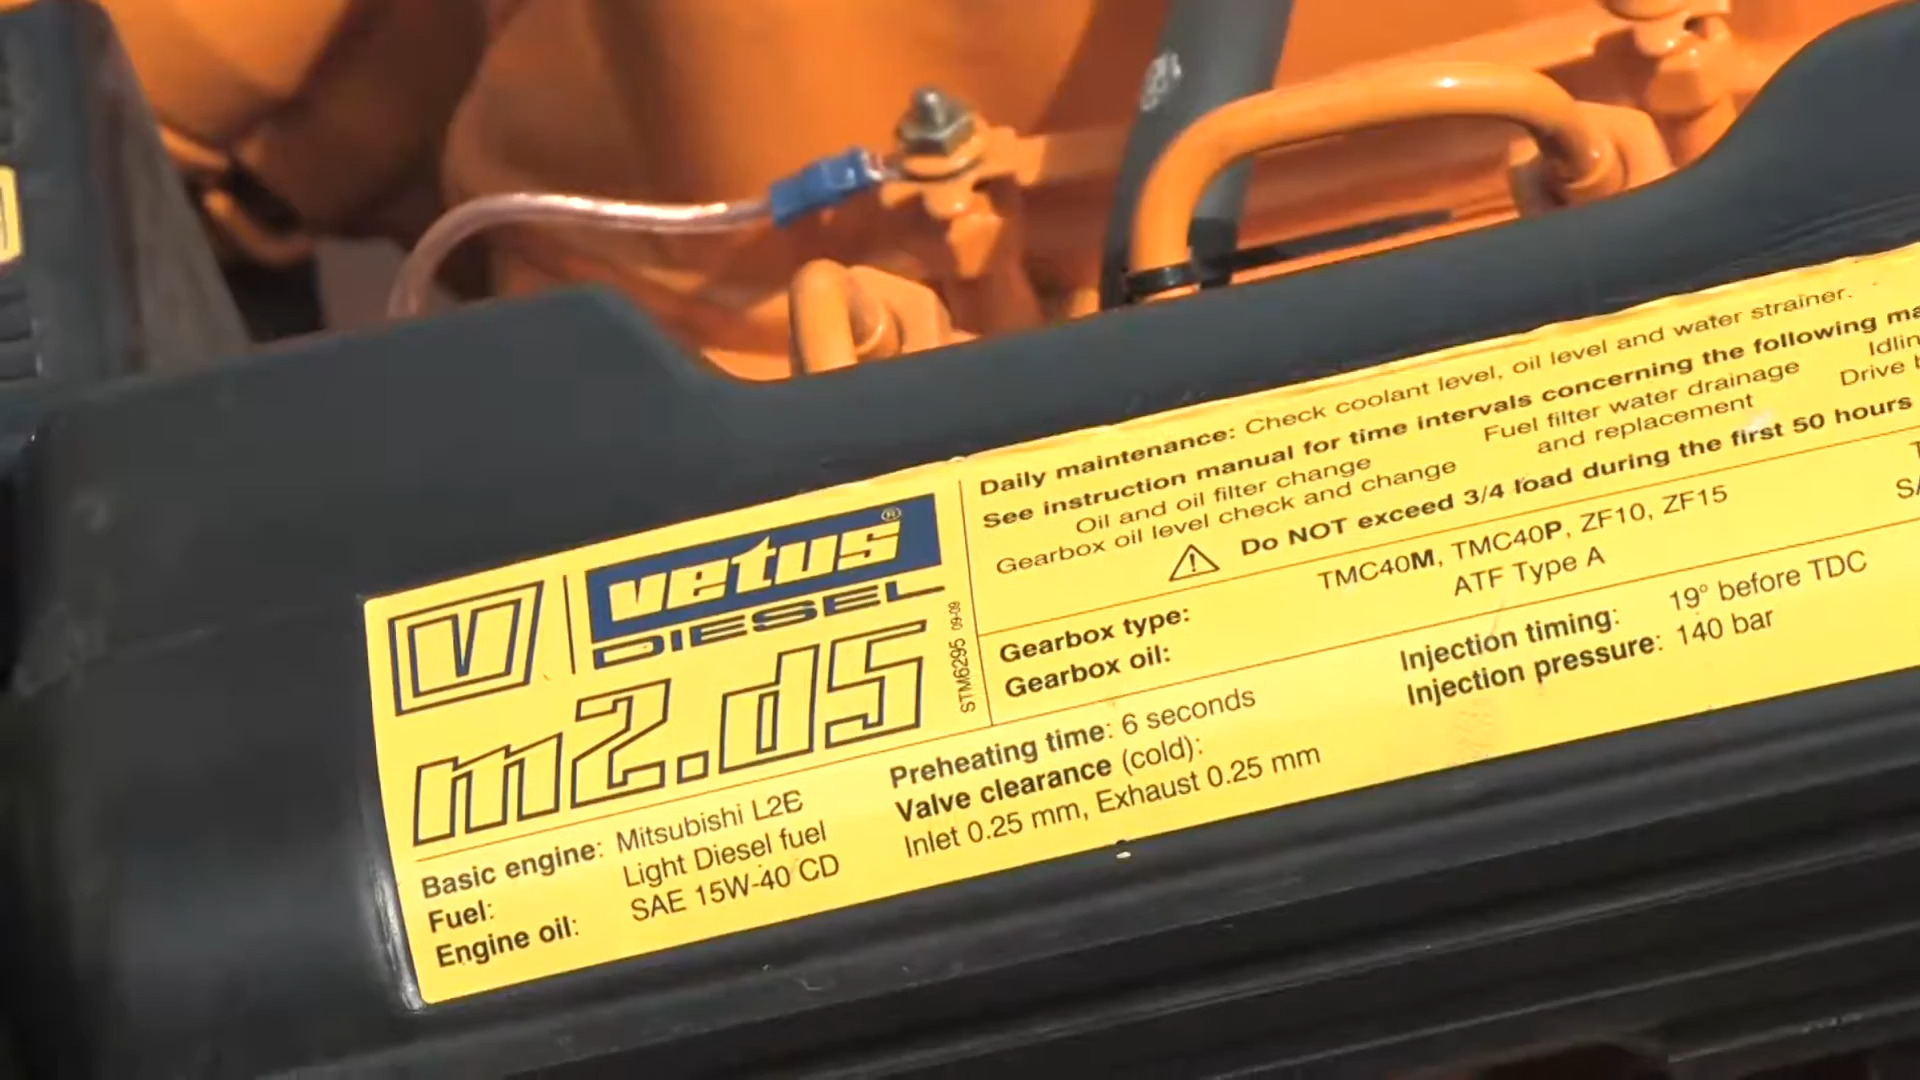 V
vetus®
DIESEL
m2.d5
STM6295 09-09
Basic engine: Mitsubishi L2E
Fuel: Light Diesel fuel
Engine oil: SAE 15W-40 CD
Daily maintenance: Check coolant level, oil level and water strainer.
See instruction manual for time intervals concerning the following
Oil and oil filter change
Gearbox oil level check and change
Fuel filter water drainage
and replacement
Drive
Do NOT exceed 3/4 load during the first 50 hours
Gearbox type: TMC40M, TMC40P, ZF10, ZF15
Gearbox oil: ATF Type A
Preheating time: 6 seconds
Valve clearance (cold):
Inlet 0.25 mm, Exhaust 0.25 mm
Injection timing: 19° before TDC
Injection pressure: 140 bar